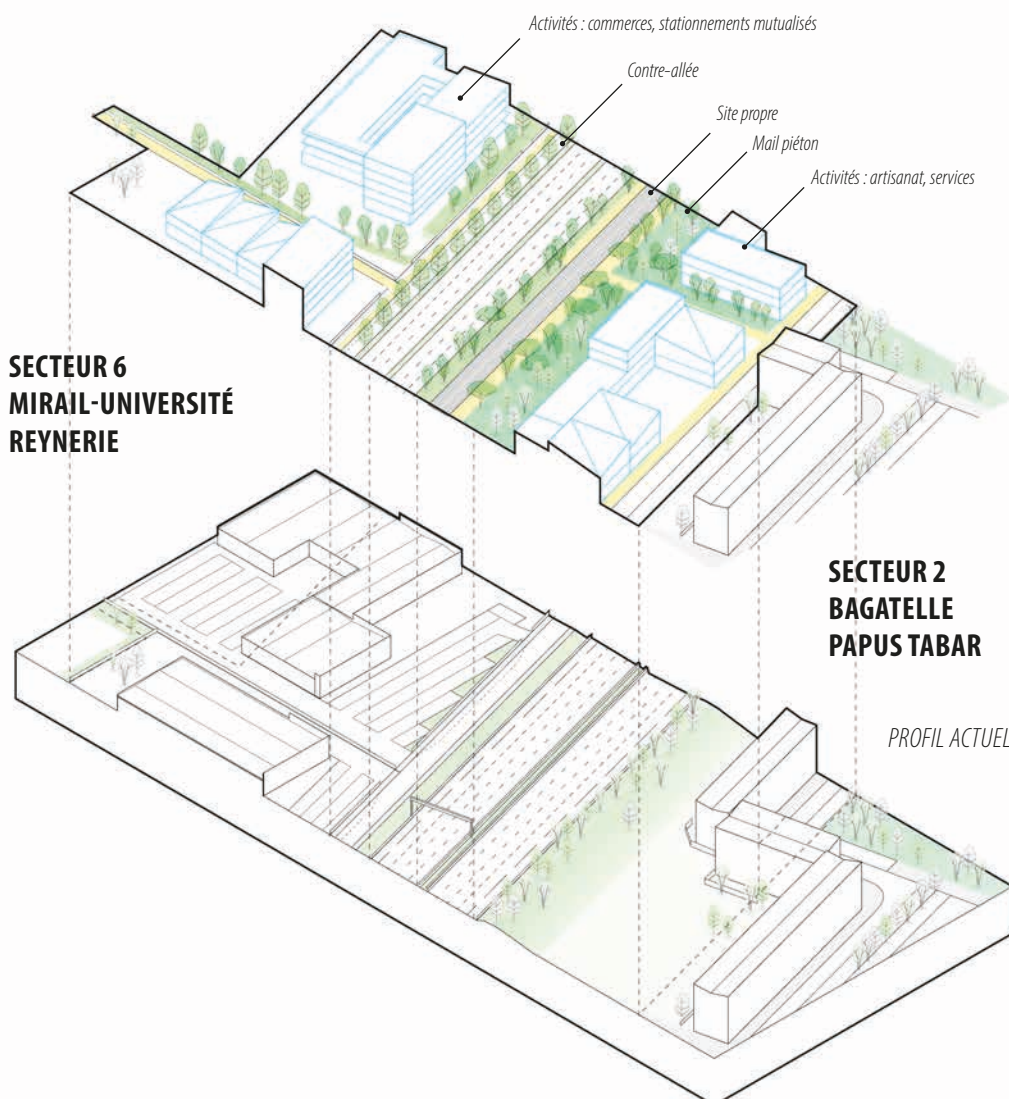 Activités : commerces, stationnements mutualisés
Contre-allée
Site propre
Mail piéton
Activités : artisanat, services
SECTEUR 6
MIRAIL-UNIVERSITÉ
REYNERIE
SECTEUR 2
BAGATELLE
PAPUS TABAR
PROFIL ACTUEL